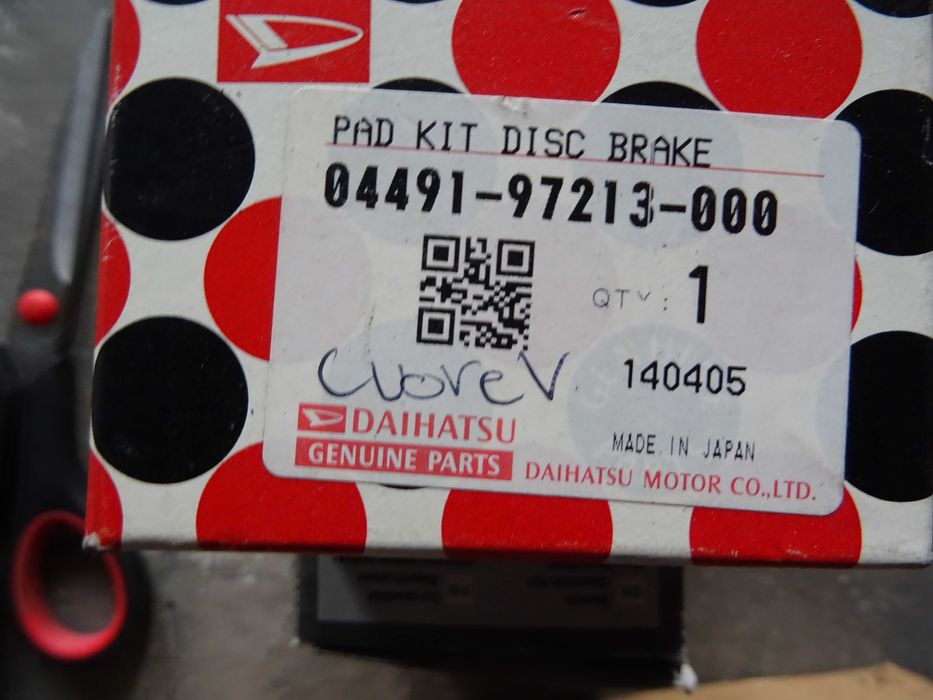 PAD KIT DISC BRAKE
04491-97213-000
QTY: 1
Cuore V
140405
DAIHATSU
GENUINE PARTS
MADE IN JAPAN
DAIHATSU MOTOR CO.,LTD.